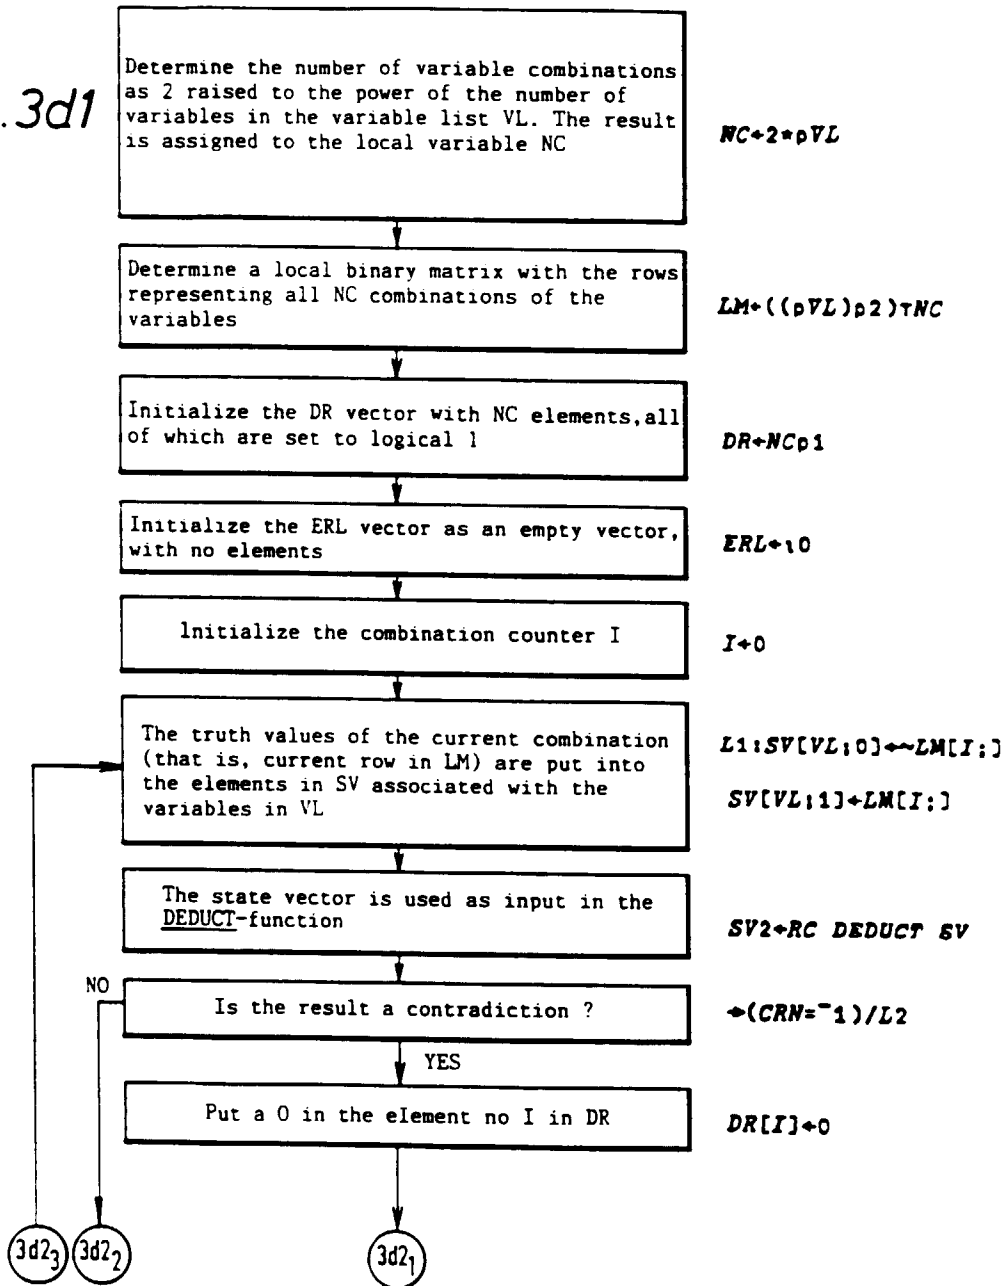 .3d1
Determine the number of variable combinations
as 2 raised to the power of the number of
variables in the variable list VL. The result
is assigned to the local variable NC
NC←2*ρVL
Determine a local binary matrix with the rows
representing all NC combinations of the
variables
LM←((ρVL)ρ2)⊤NC
Initialize the DR vector with NC elements,all
of which are set to logical 1
DR←NCρ1
Initialize the ERL vector as an empty vector,
with no elements
ERL←⍳0
Initialize the combination counter I
I←0
The truth values of the current combination
(that is, current row in LM) are put into
the elements in SV associated with the
variables in VL
L1:SV[VL;0]←~LM[I;]
SV[VL;1]←LM[I;]
The state vector is used as input in the
DEDUCT-function
SV2←RC DEDUCT SV
Is the result a contradiction ?
→(CRN=¯1)/L2
NO
YES
Put a 0 in the element no I in DR
DR[I]←0
3d2₃ 3d2₂ 3d2₁